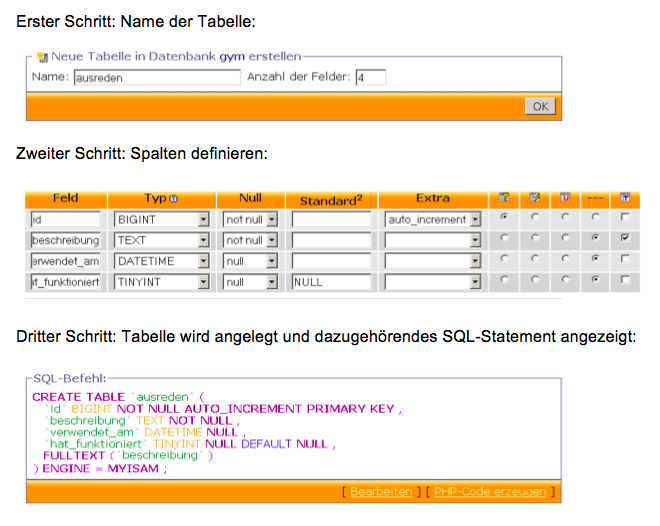 Erster Schritt: Name der Tabelle:
Neue Tabelle in Datenbank gym erstellen
Name: ausreden Anzahl der Felder: 4
OK
Zweiter Schritt: Spalten definieren:
Feld Typ Null Standard² Extra ---
id BIGINT not null auto_increment
beschreibung TEXT not null
erwendet_am DATETIME null
t_funktioniert TINYINT null NULL
Dritter Schritt: Tabelle wird angelegt und dazugehörendes SQL-Statement angezeigt:
SQL-Befehl:
CREATE TABLE `ausreden` (
`id` BIGINT NOT NULL AUTO_INCREMENT PRIMARY KEY ,
`beschreibung` TEXT NOT NULL ,
`verwendet_am` DATETIME NULL ,
`hat_funktioniert` TINYINT NULL DEFAULT NULL ,
FULLTEXT ( `beschreibung` )
) ENGINE = MYISAM ;
[ Bearbeiten ] [ PHP-Code erzeugen ]